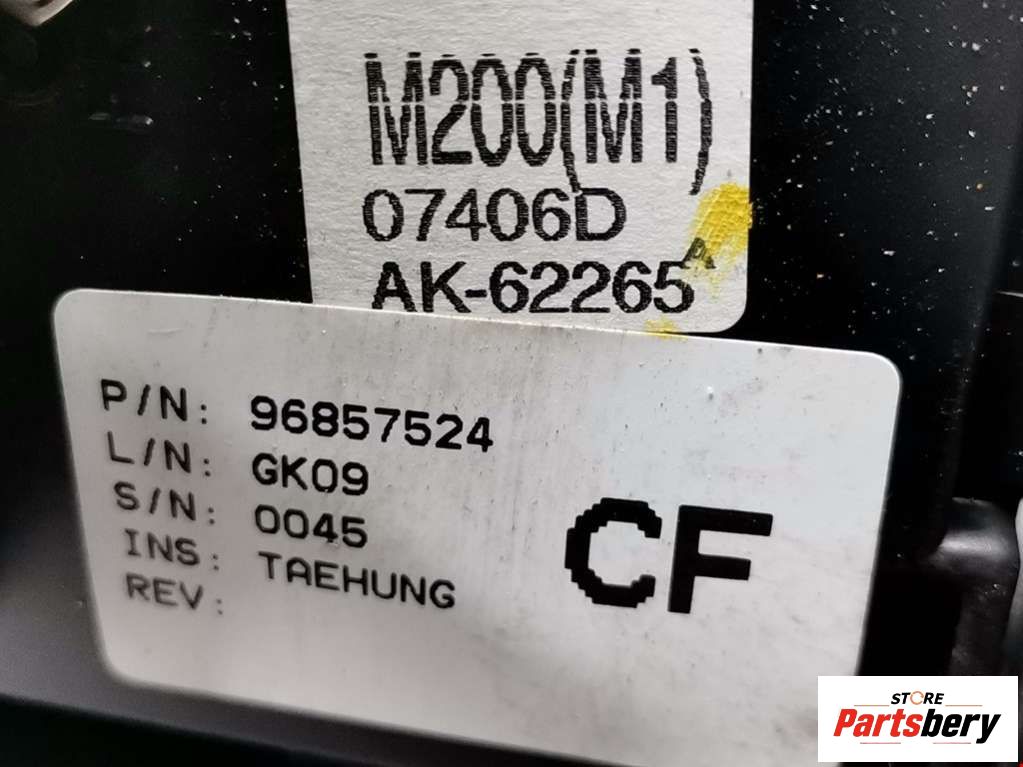 M200(M1)
07406D
A
AK-62265
P/N: 96857524
L/N: GK09
S/N: 0045
INS: TAEHUNG
REV:
CF
STORE
Partsbery